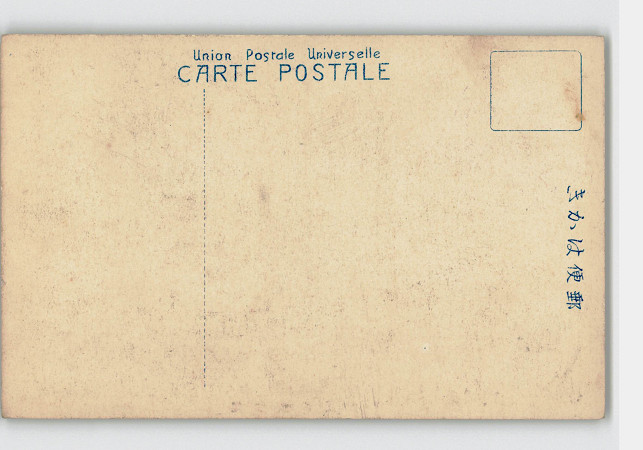 Union Postale Universelle
CARTE POSTALE
きかは便郵